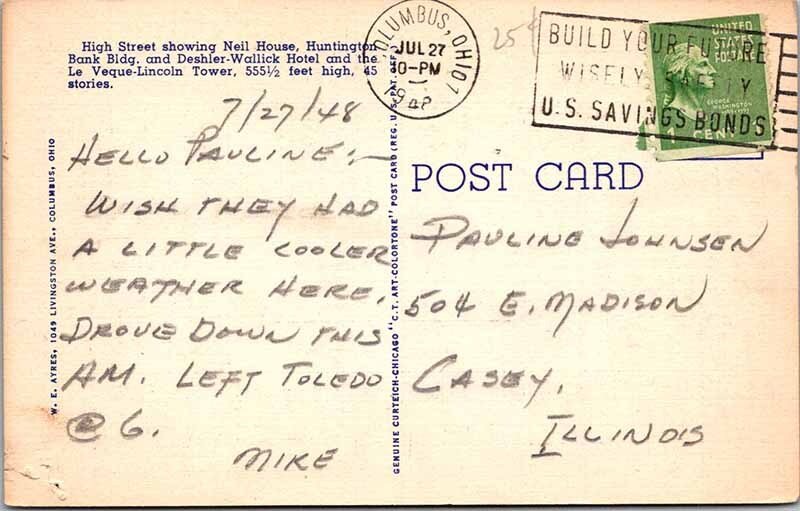 High Street showing Neil House, Huntington
Bank Bldg. and Deshler-Wallick Hotel and the
Le Veque-Lincoln Tower, 555½ feet high, 45
stories.
7/27/48
HELLO PAULINE:—
WISH THEY HAD
A LITTLE COOLER
WEATHER HERE.
DROVE DOWN THIS
AM. LEFT TOLEDO
@ 6.
MIKE
W. E. AYRES, 1049 LIVINGSTON AVE., COLUMBUS, OHIO
GENUINE CURTEICH-CHICAGO "C. T. ART-COLORTONE" POST CARD (REG. U. S. PAT. OFF.)
COLUMBUS, OHIO
JUL 27
-PM
25¢
BUILD YOUR FUTURE
WISELY SAFELY
U.S. SAVINGS BONDS
UNITED
STATES
POSTAGE
GEORGE
WASHINGTON
1 CENT
POST CARD
PAULINE JOHNSEN
504 E. MADISON
CASEY,
ILLINOIS